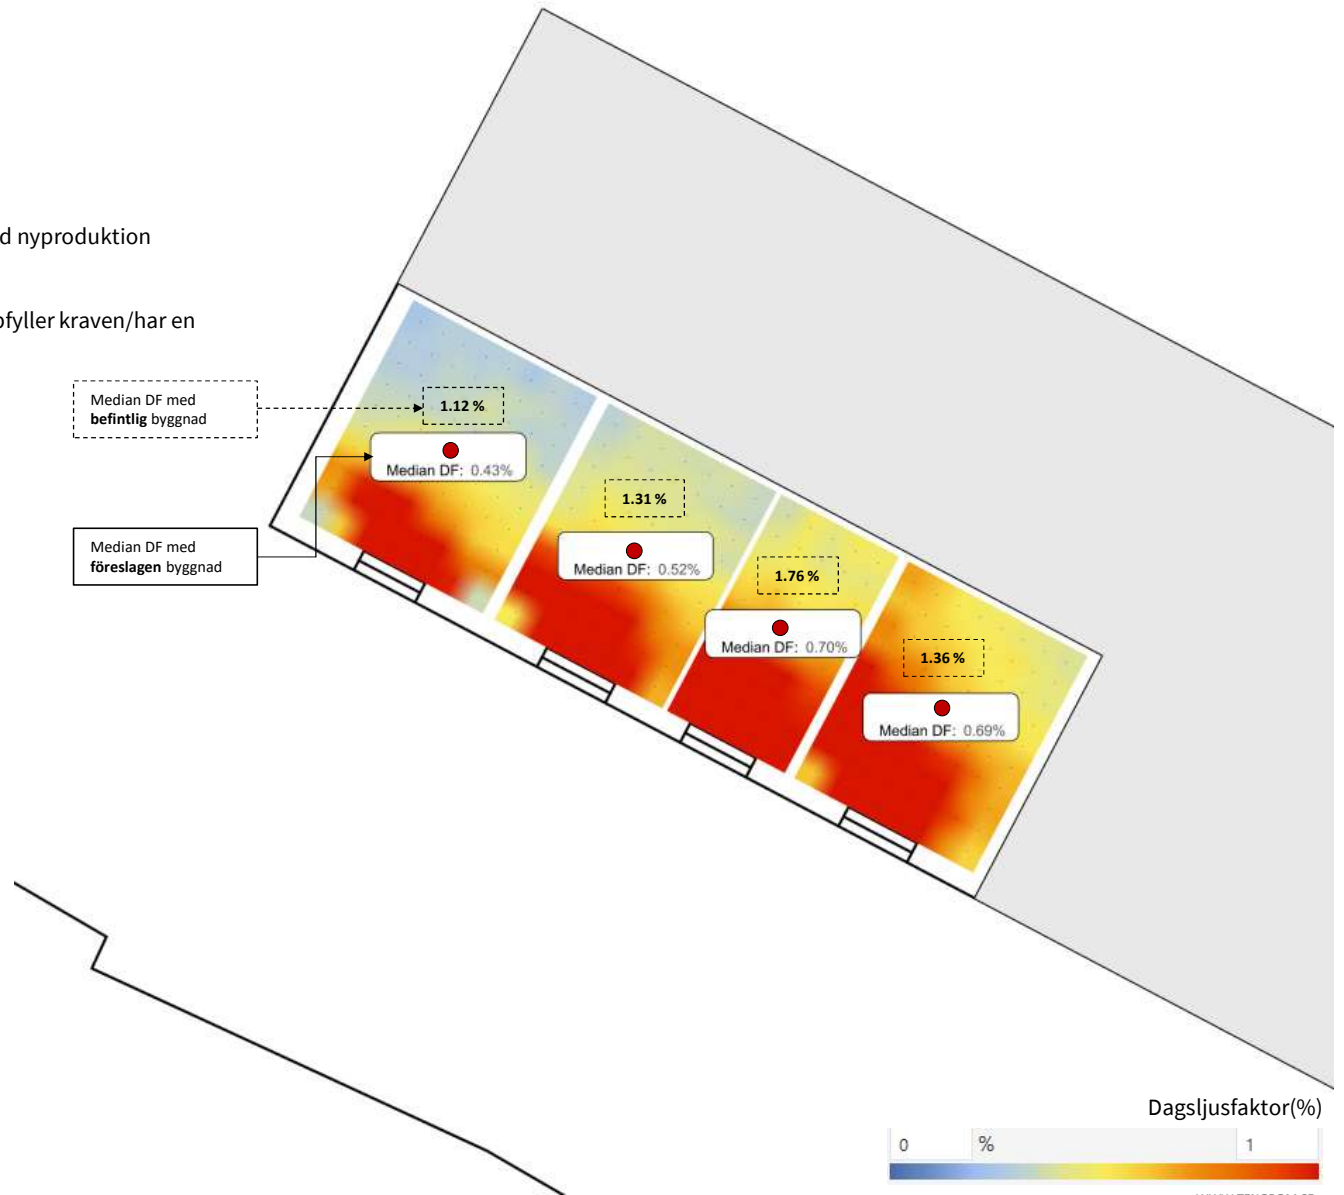 d nyproduktion
fyller kraven/har en
Median DF med
befintlig byggnad
1.12 %
Median DF: 0.43%
1.31 %
Median DF: 0.52%
Median DF med
föreslagen byggnad
1.76 %
Median DF: 0.70%
1.36 %
Median DF: 0.69%
Dagsljusfaktor(%)
0 % 1